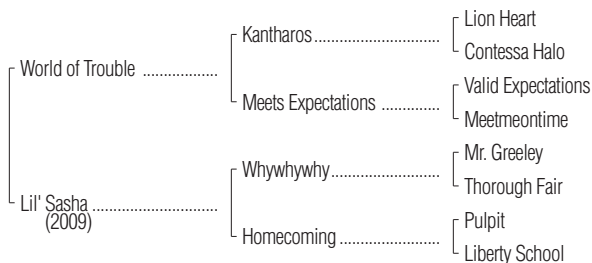 Lion Heart
Kantharos
Contessa Halo
World of Trouble
Valid Expectations
Meets Expectations
Meetmeontime
Mr. Greeley
Whywhywhy
Thorough Fair
Lil' Sasha
(2009)
Pulpit
Homecoming
Liberty School